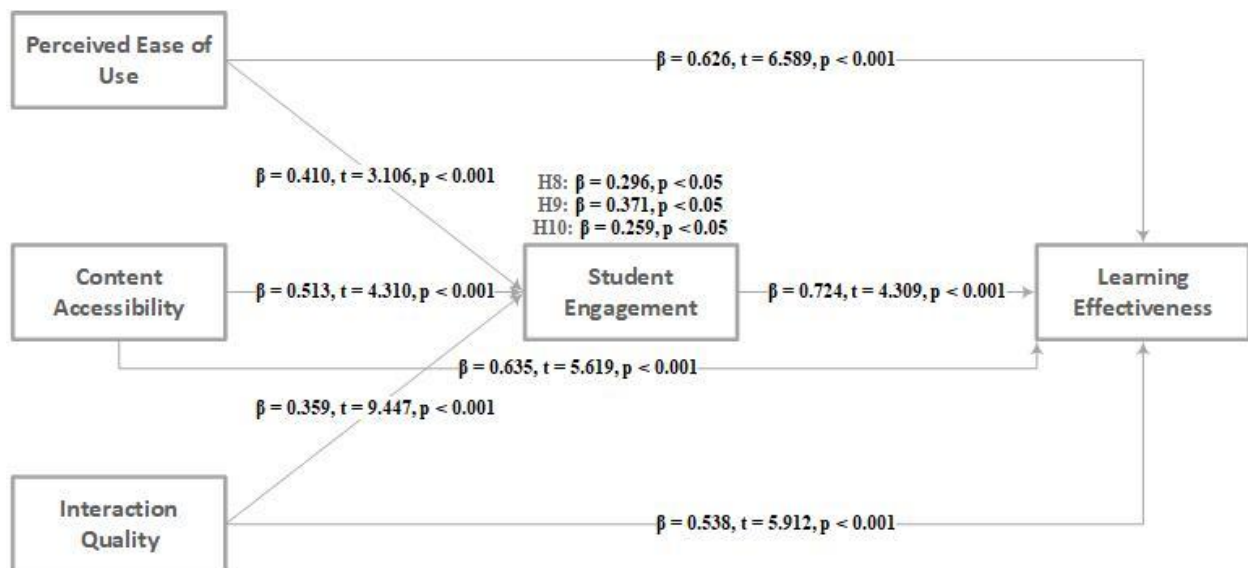 Perceived Ease of
Use
β = 0.626, t = 6.589, p < 0.001
β = 0.410, t = 3.106, p < 0.001
H8: β = 0.296, p <0.05
H9: β = 0.371, p <0.05
H10: β = 0.259, p <0.05
Content
Accessibility
β = 0.513, t = 4.310, p < 0.001
Student
Engagement
β = 0.724, t = 4.309, p < 0.001
Learning
Effectiveness
β = 0.635, t = 5.619, p < 0.001
β = 0.359, t = 9.447, p < 0.001
Interaction
Quality
β = 0.538, t = 5.912, p < 0.001